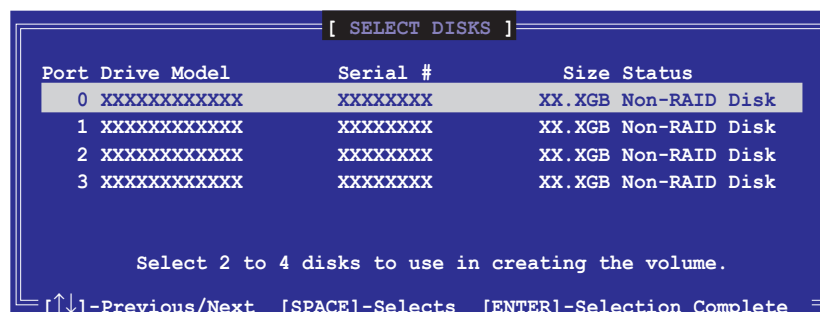 [ SELECT DISKS ]
Port Drive Model Serial # Size Status
0 XXXXXXXXXXXX XXXXXXXX XX.XGB Non-RAID Disk
1 XXXXXXXXXXXX XXXXXXXX XX.XGB Non-RAID Disk
2 XXXXXXXXXXXX XXXXXXXX XX.XGB Non-RAID Disk
3 XXXXXXXXXXXX XXXXXXXX XX.XGB Non-RAID Disk
Select 2 to 4 disks to use in creating the volume.
[↑↓]-Previous/Next [SPACE]-Selects [ENTER]-Selection Complete